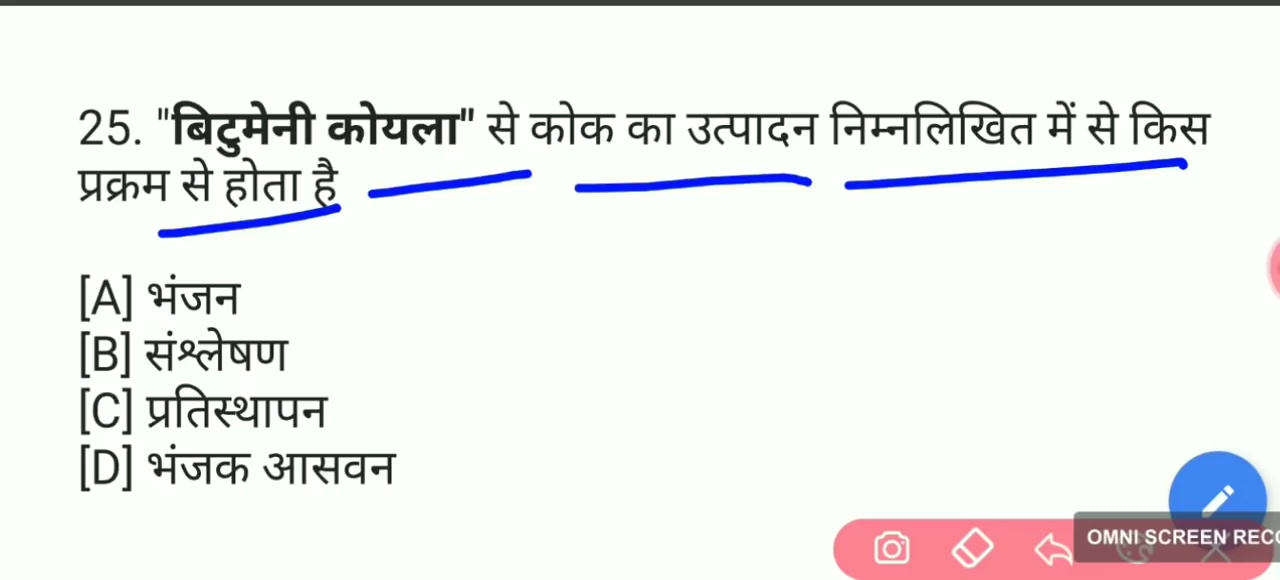 25. "बिटुमेनी कोयला" से कोक का उत्पादन निम्नलिखित में से किस
प्रक्रम से होता है
[A] भंजन
[B] संश्लेषण
[C] प्रतिस्थापन
[D] भंजक आसवन
OMNI SCREEN REC